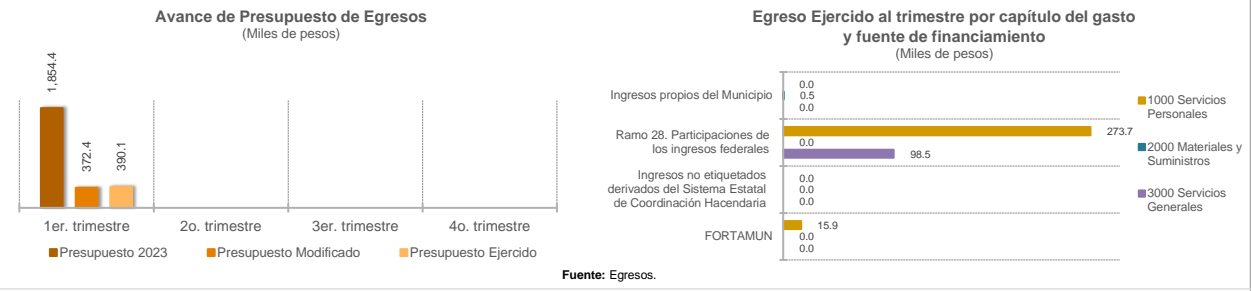 Avance de Presupuesto de Egresos
(Miles de pesos)
1,854.4
372.4
390.1
1er. trimestre
2o. trimestre
3er. trimestre
4o. trimestre
Presupuesto 2023
Presupuesto Modificado
Presupuesto Ejercido
Egreso Ejercido al trimestre por capítulo del gasto
y fuente de financiamiento
(Miles de pesos)
Ingresos propios del Municipio
0.0
0.5
0.0
Ramo 28. Participaciones de
los ingresos federales
273.7
0.0
98.5
Ingresos no etiquetados
derivados del Sistema Estatal
de Coordinación Hacendaria
0.0
0.0
0.0
FORTAMUN
15.9
0.0
0.0
1000 Servicios
Personales
2000 Materiales y
Suministros
3000 Servicios
Generales
Fuente: Egresos.